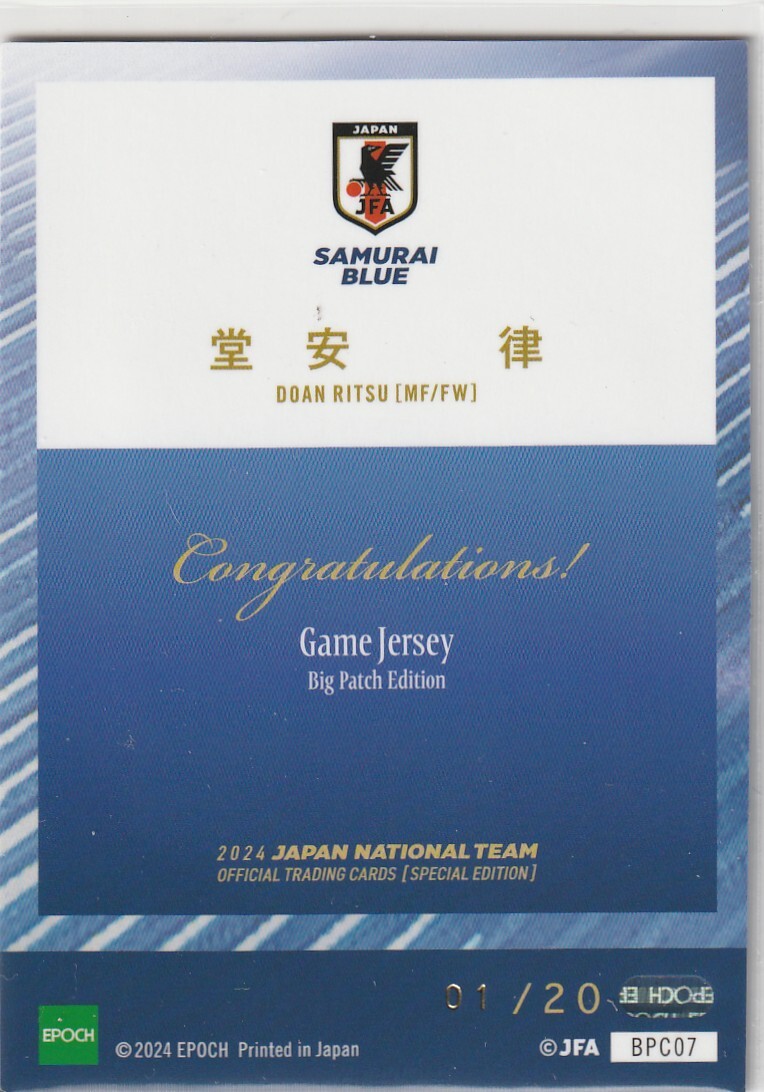 JAPAN
JFA
SAMURAI
BLUE
堂安 律
DOAN RITSU [MF/FW]
Congratulations!
Game Jersey
Big Patch Edition
2024 JAPAN NATIONAL TEAM
OFFICIAL TRADING CARDS [SPECIAL EDITION]
01/20
EPOCH
EPOCH
©2024 EPOCH Printed in Japan
©JFA BPC07